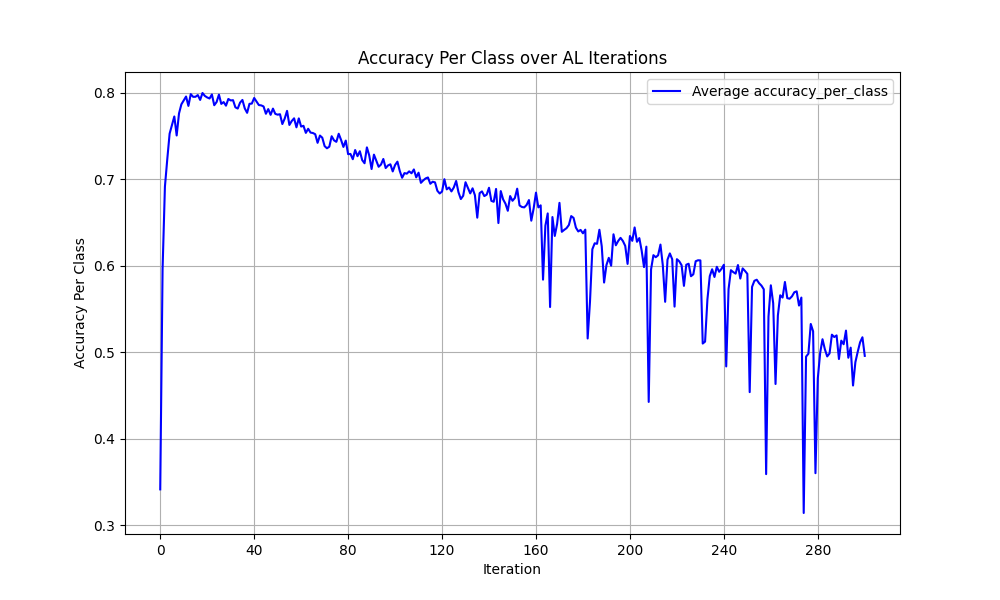 Accuracy Per Class over AL Iterations
Average accuracy_per_class
Accuracy Per Class
0.8
0.7
0.6
0.5
0.4
0.3
0 40 80 120 160 200 240 280
Iteration